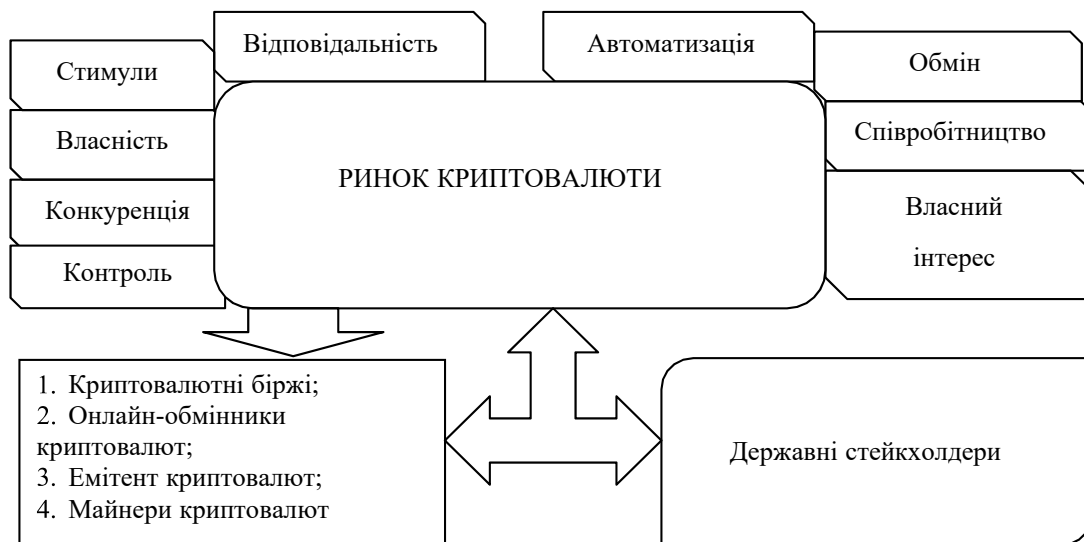 Відповідальність
Автоматизація
Стимули
Обмін
Власність
Співробітництво
РИНОК КРИПТОВАЛЮТИ
Конкуренція
Власний
інтерес
Контроль
1. Криптовалютні біржі;
2. Онлайн-обмінники
криптовалют;
3. Емітент криптовалют;
4. Майнери криптовалют
Державні стейкхолдери